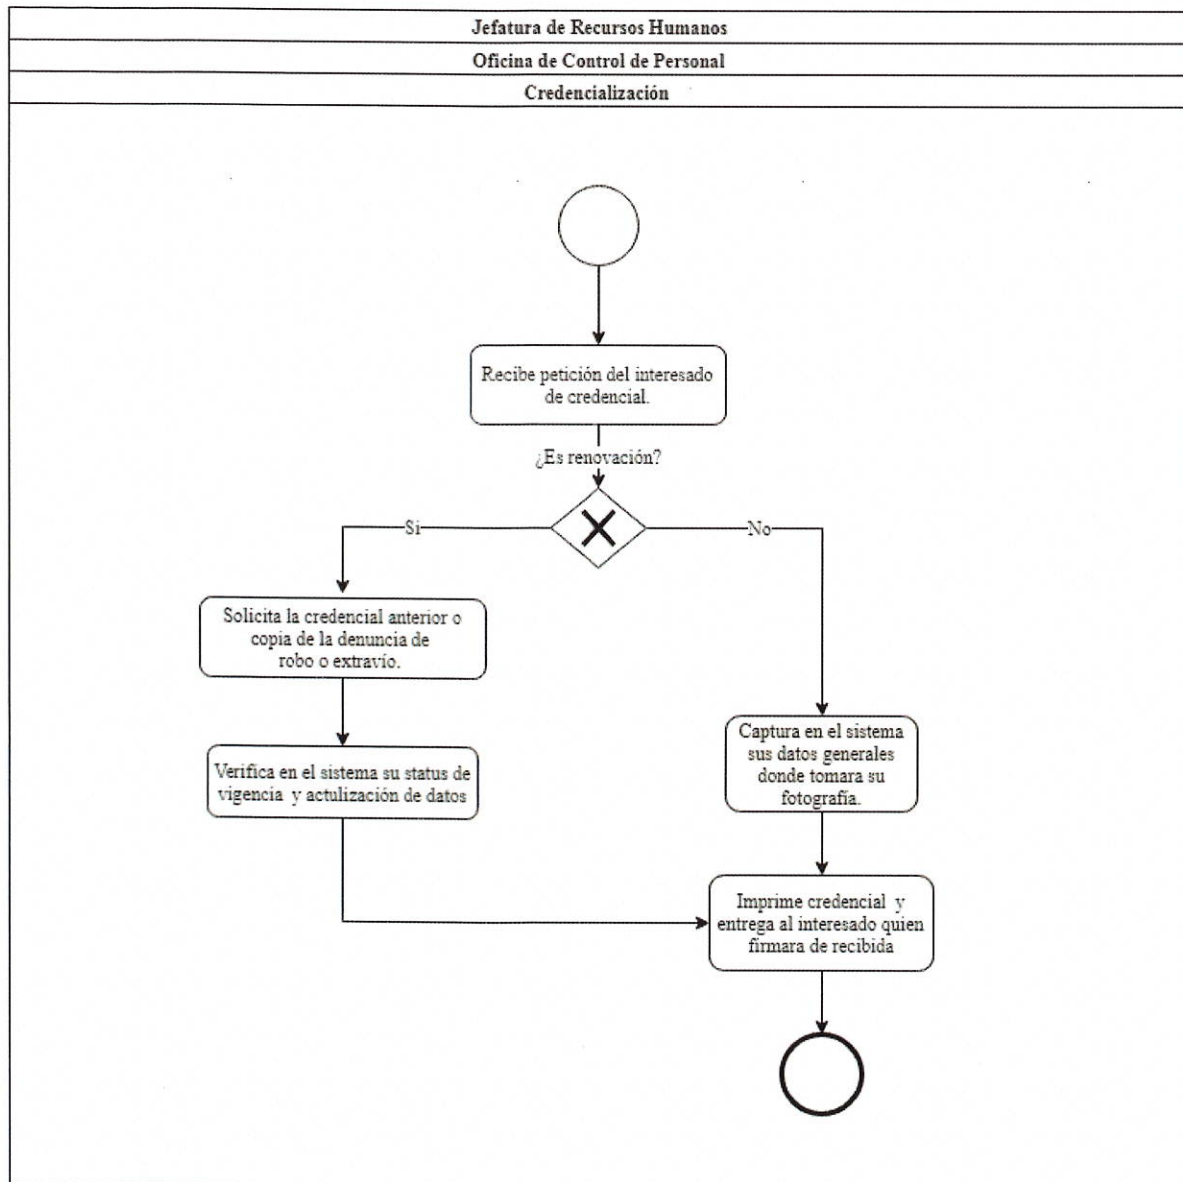 Jefatura de Recursos Humanos
Oficina de Control de Personal
Credencialización
Recibe petición del interesado
de credencial.
¿Es renovación?
Si
No
Solicita la credencial anterior o
copia de la denuncia de
robo o extravío.
Verifica en el sistema su status de
vigencia y actulización de datos
Captura en el sistema
sus datos generales
donde tomara su
fotografía.
Imprime credencial y
entrega al interesado quien
firmara de recibida